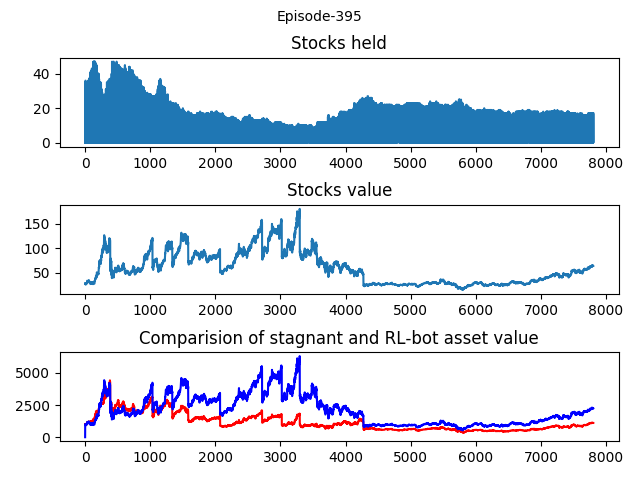 Episode-395
Stocks held
40
20
0
0 1000 2000 3000 4000 5000 6000 7000 8000
Stocks value
150
100
50
0 1000 2000 3000 4000 5000 6000 7000 8000
Comparision of stagnant and RL-bot asset value
5000
2500
0
0 1000 2000 3000 4000 5000 6000 7000 8000